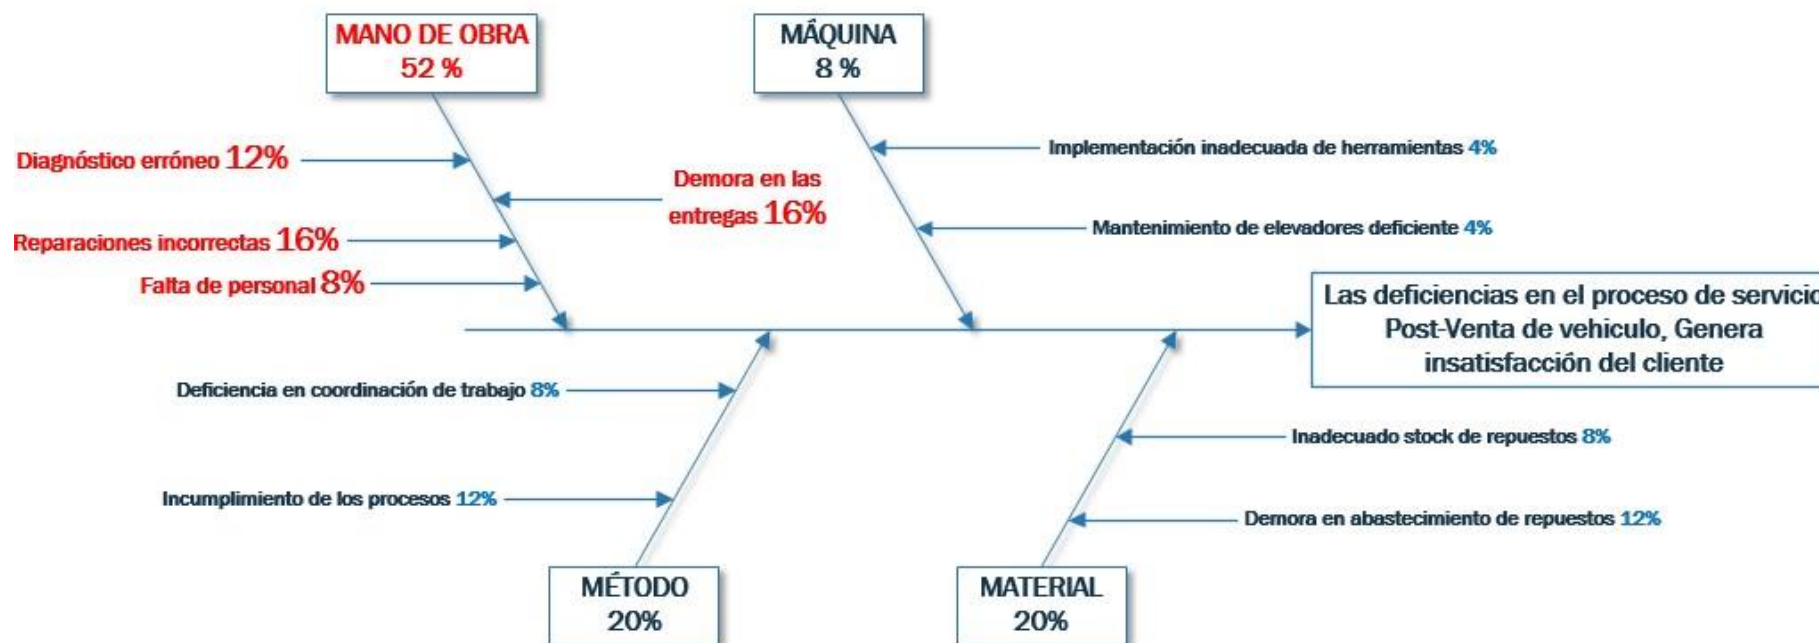 MANO DE OBRA
52 %
MÁQUINA
8 %
Diagnóstico erróneo 12%
Demora en las
entregas 16%
Reparaciones incorrectas 16%
Falta de personal 8%
Implementación inadecuada de herramientas 4%
Mantenimiento de elevadores deficiente 4%
Las deficiencias en el proceso de servicio
Post-Venta de vehiculo, Genera
insatisfacción del cliente
Deficiencia en coordinación de trabajo 8%
Incumplimiento de los procesos 12%
Inadecuado stock de repuestos 8%
Demora en abastecimiento de repuestos 12%
MÉTODO
20%
MATERIAL
20%